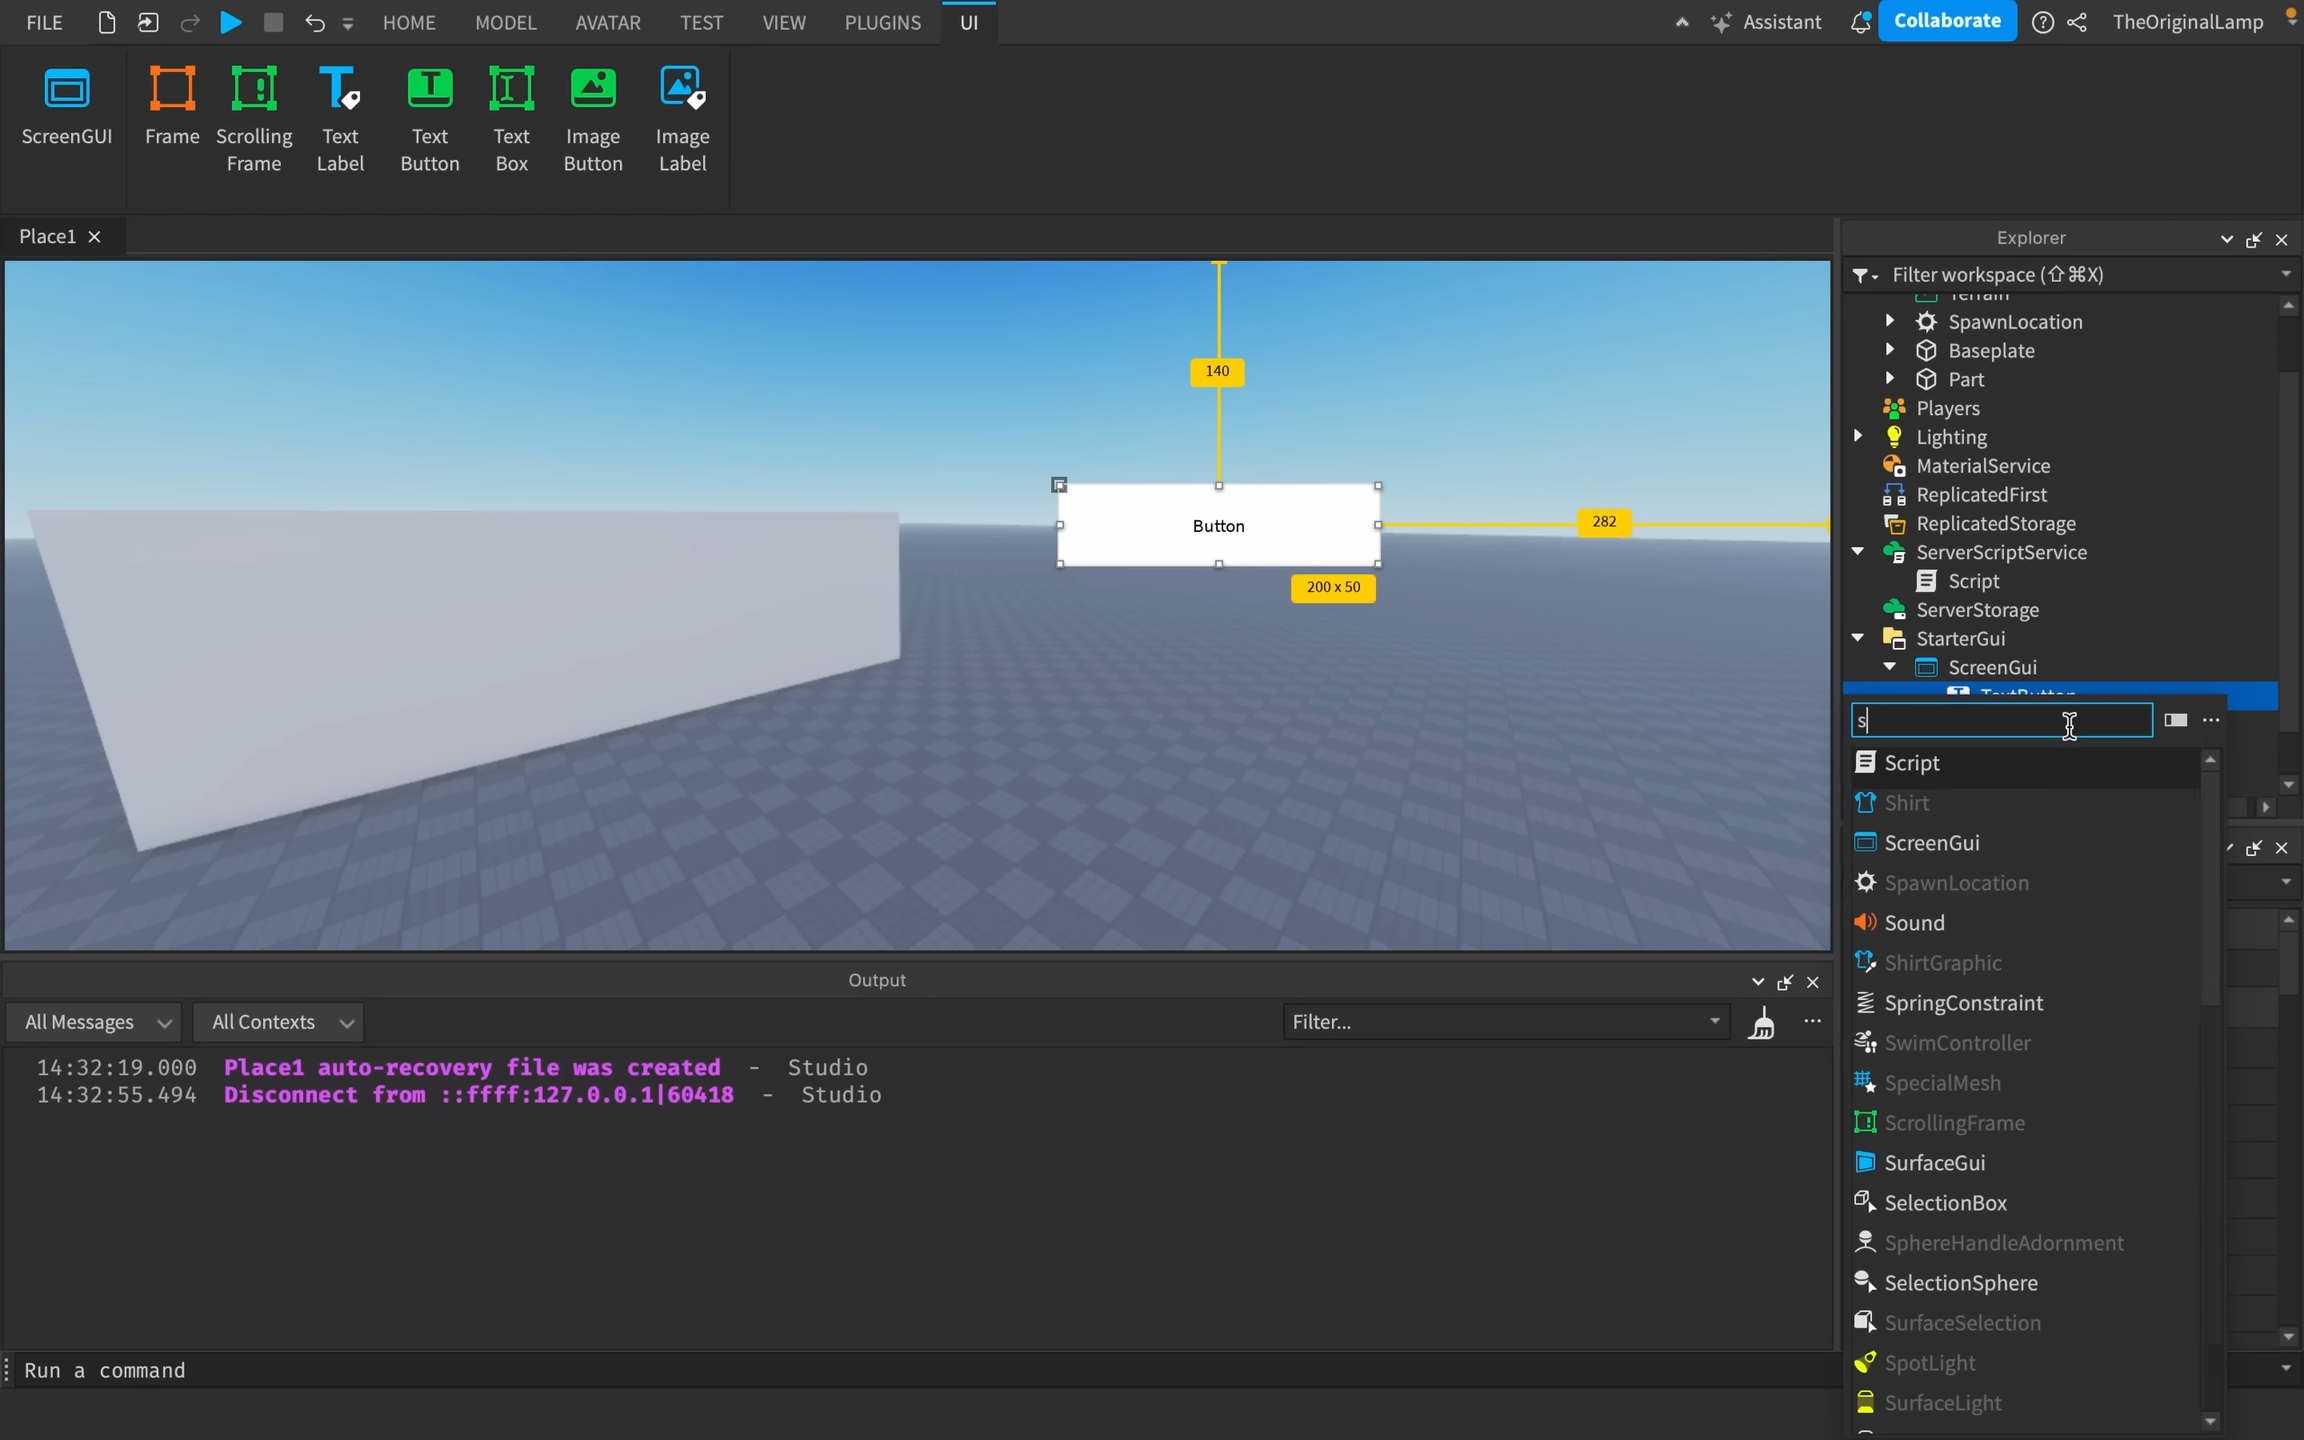 FILE HOME MODEL AVATAR TEST VIEW PLUGINS UI Assistant Collaborate TheOriginalLamp
ScreenGUI
Frame
Scrolling
Frame
Text
Label
Text
Button
Text
Box
Image
Button
Image
Label
Place1
140
Button
282
200 x 50
Explorer
Filter workspace (⇧⌘X)
Terrain
SpawnLocation
Baseplate
Part
Players
Lighting
MaterialService
ReplicatedFirst
ReplicatedStorage
ServerScriptService
Script
ServerStorage
StarterGui
ScreenGui
TextButton
s
Script
Shirt
ScreenGui
SpawnLocation
Sound
ShirtGraphic
SpringConstraint
SwimController
SpecialMesh
ScrollingFrame
SurfaceGui
SelectionBox
SphereHandleAdornment
SelectionSphere
SurfaceSelection
SpotLight
SurfaceLight
Output
All Messages All Contexts Filter...
14:32:19.000 Place1 auto-recovery file was created - Studio
14:32:55.494 Disconnect from ::ffff:127.0.0.1|60418 - Studio
Run a command